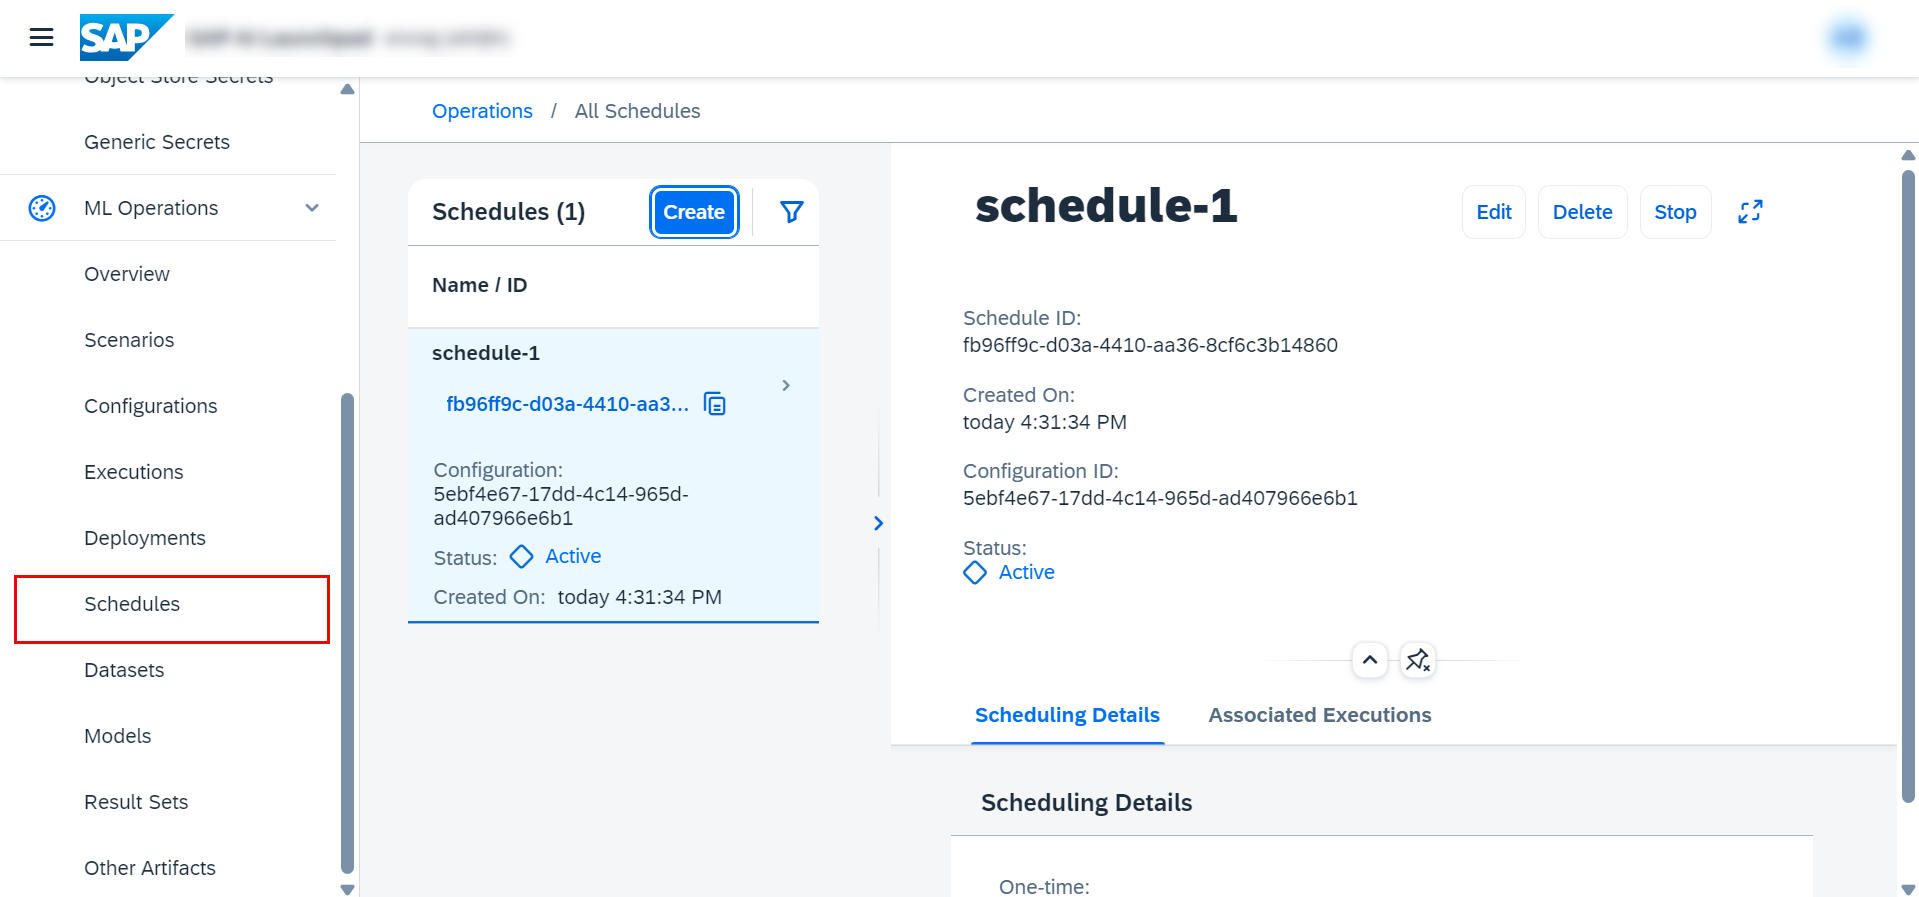 SAP
Object Store Secrets
Generic Secrets
ML Operations
Overview
Scenarios
Configurations
Executions
Deployments
Schedules
Datasets
Models
Result Sets
Other Artifacts
Operations / All Schedules
Schedules (1)
Create
Name / ID
schedule-1
fb96ff9c-d03a-4410-aa3...
Configuration:
5ebf4e67-17dd-4c14-965d-
ad407966e6b1
Status: Active
Created On: today 4:31:34 PM
schedule-1
Edit
Delete
Stop
Schedule ID:
fb96ff9c-d03a-4410-aa36-8cf6c3b14860
Created On:
today 4:31:34 PM
Configuration ID:
5ebf4e67-17dd-4c14-965d-ad407966e6b1
Status:
Active
Scheduling Details
Associated Executions
Scheduling Details
One-time: